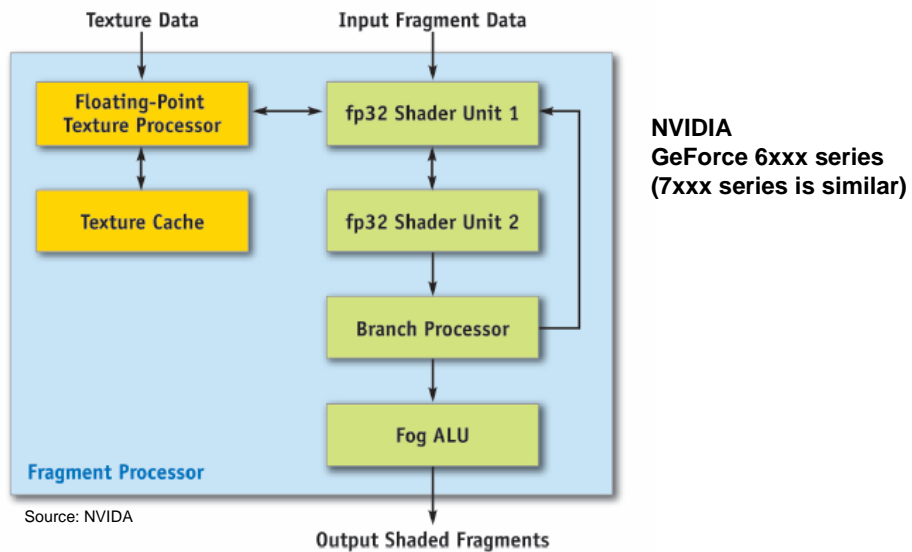 Texture Data
Input Fragment Data
Floating-Point
Texture Processor
fp32 Shader Unit 1
Texture Cache
fp32 Shader Unit 2
Branch Processor
Fog ALU
Fragment Processor
Source: NVIDA
Output Shaded Fragments
NVIDIA
GeForce 6xxx series
(7xxx series is similar)